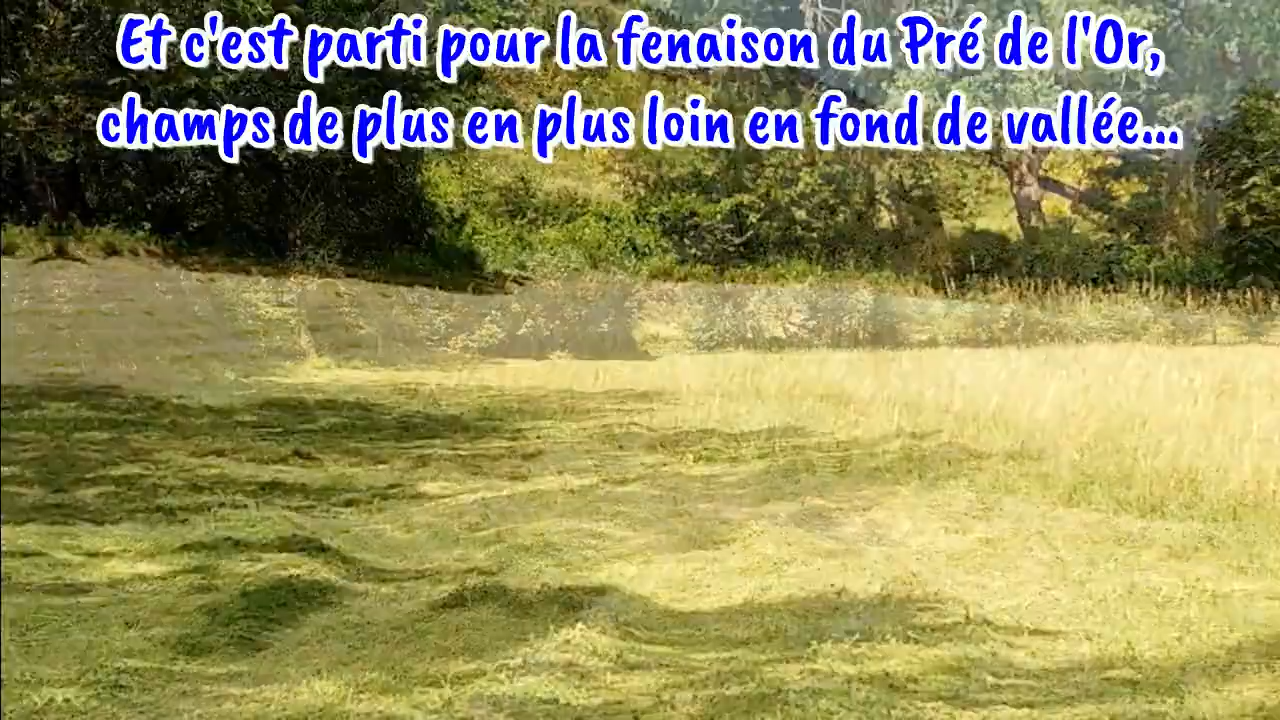 Et c'est parti pour la fenaison du Pré de l'Or,
champs de plus en plus loin en fond de vallée...